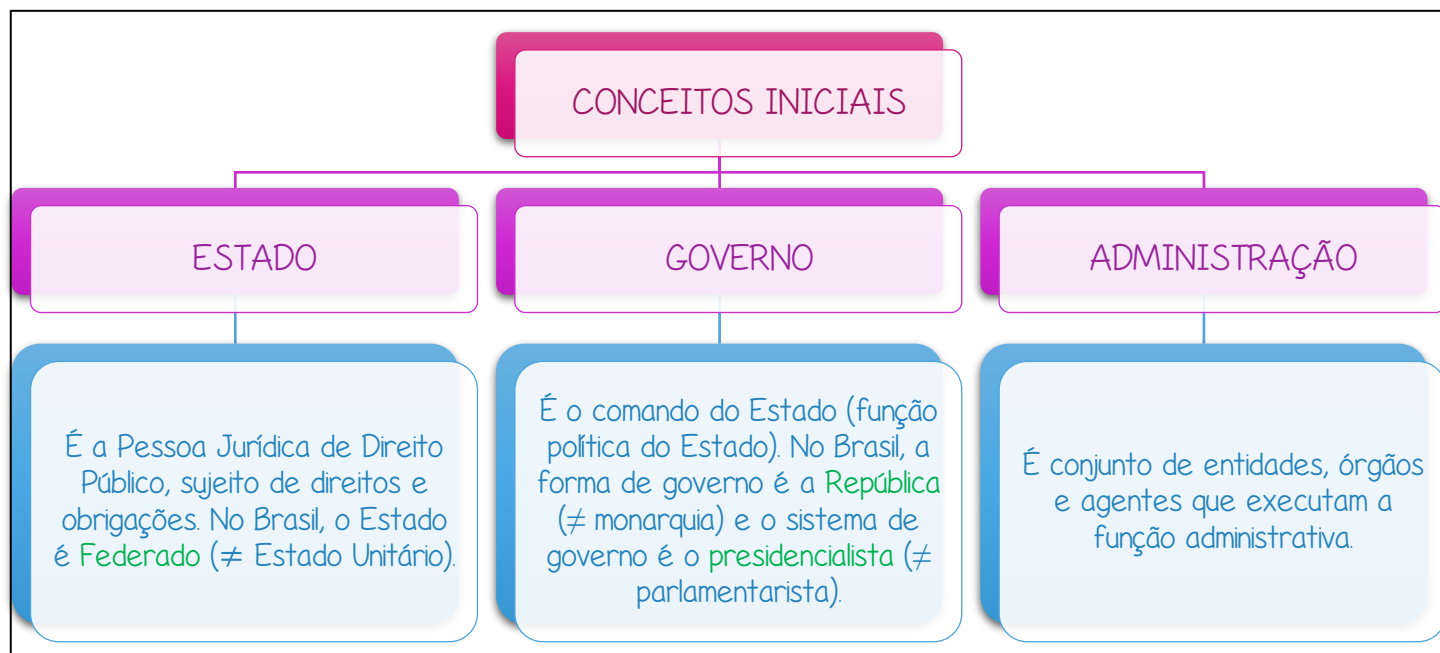 CONCEITOS INICIAIS
ESTADO
É a Pessoa Jurídica de Direito
Público, sujeito de direitos e
obrigações. No Brasil, o Estado
é Federado (≠ Estado Unitário).
GOVERNO
É o comando do Estado (função
política do Estado). No Brasil, a
forma de governo é a República
(≠ monarquia) e o sistema de
governo é o presidencialista (≠
parlamentarista).
ADMINISTRAÇÃO
É conjunto de entidades, órgãos
e agentes que executam a
função administrativa.